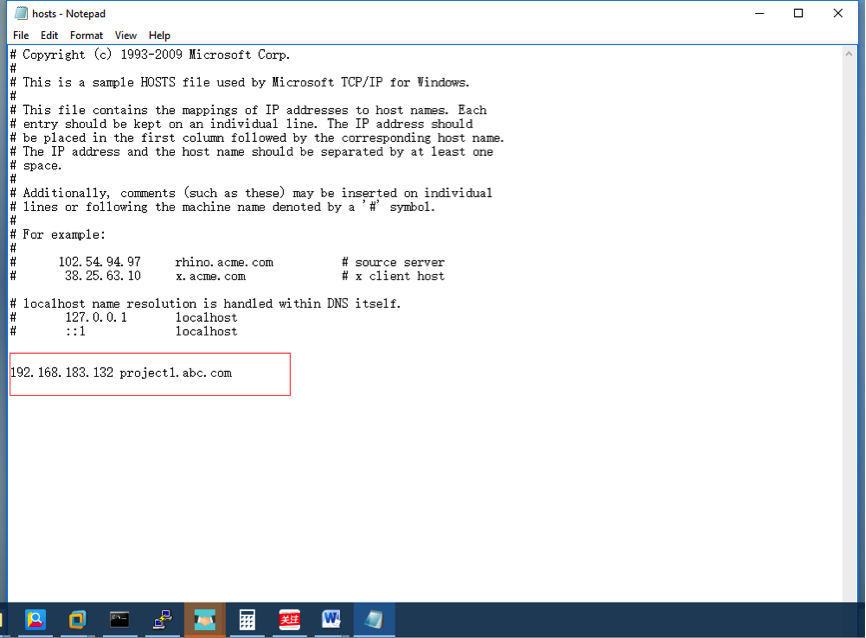 hosts - Notepad
File Edit Format View Help
# Copyright (c) 1993-2009 Microsoft Corp.
#
# This is a sample HOSTS file used by Microsoft TCP/IP for Windows.
#
# This file contains the mappings of IP addresses to host names. Each
# entry should be kept on an individual line. The IP address should
# be placed in the first column followed by the corresponding host name.
# The IP address and the host name should be separated by at least one
# space.
#
# Additionally, comments (such as these) may be inserted on individual
# lines or following the machine name denoted by a '#' symbol.
#
# For example:
#
# 102.54.94.97 rhino.acme.com # source server
# 38.25.63.10 x.acme.com # x client host
# localhost name resolution is handled within DNS itself.
# 127.0.0.1 localhost
# ::1 localhost
192.168.183.132 project1.abc.com
关注 W